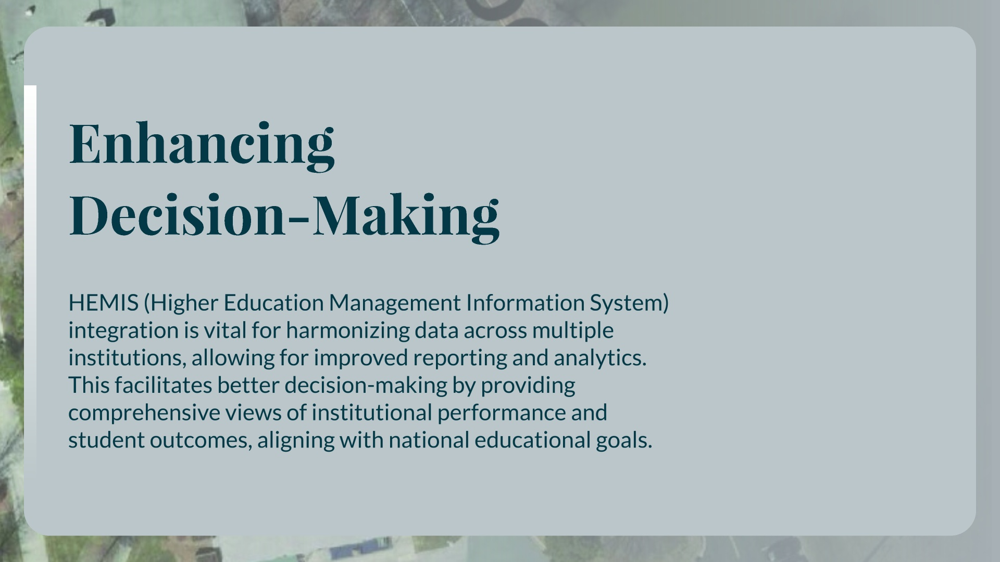 Enhancing
Decision-Making
HEMIS (Higher Education Management Information System)
integration is vital for harmonizing data across multiple
institutions, allowing for improved reporting and analytics.
This facilitates better decision-making by providing
comprehensive views of institutional performance and
student outcomes, aligning with national educational goals.